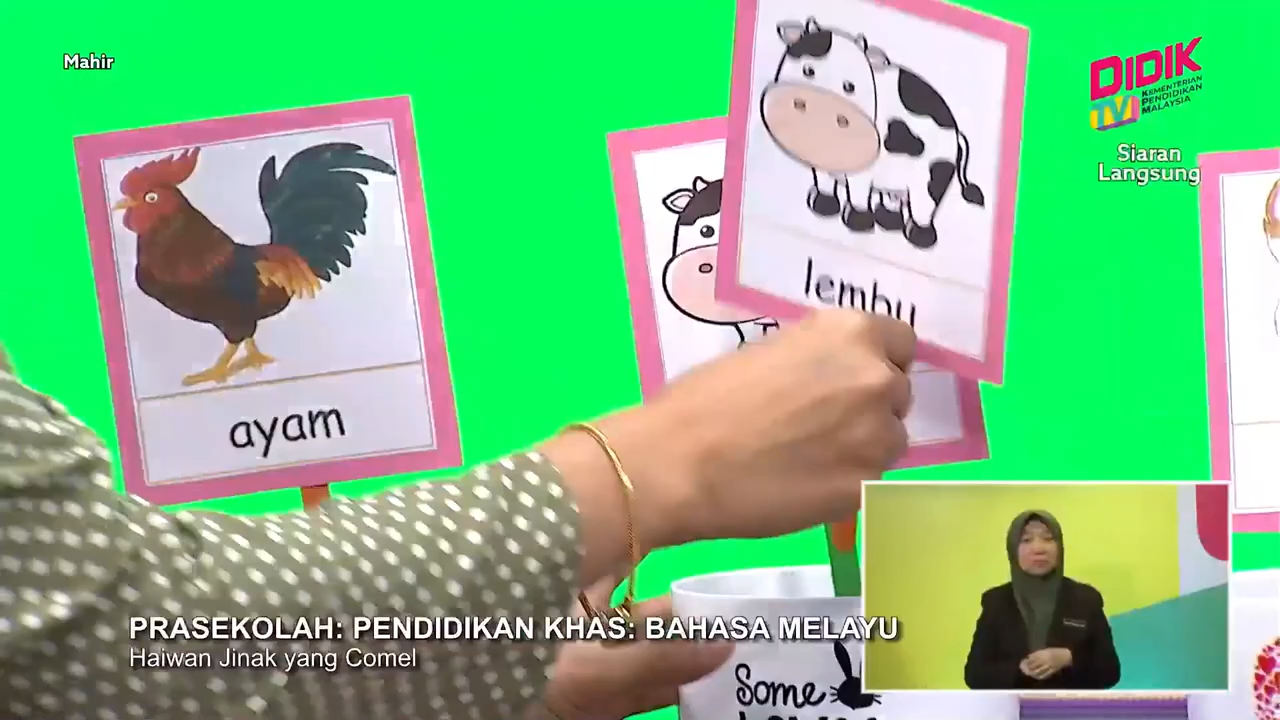 Mahir
DIDIK
TV
KEMENTERIAN
PENDIDIKAN
MALAYSIA
Siaran
Langsung
lembu
ayam
PRASEKOLAH: PENDIDIKAN KHAS: BAHASA MELAYU
Haiwan Jinak yang Comel
Some